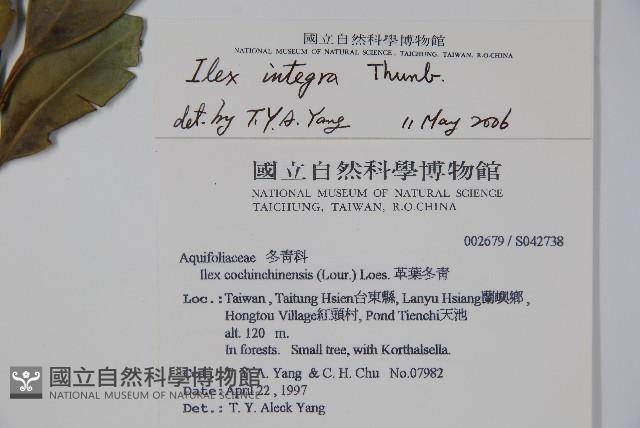 國立自然科學博物館
NATIONAL MUSEUM OF NATURAL SCIENCE, TAICHUNG, TAIWAN, R.O.CHINA
Ilex integra Thunb.
det. by T.Y.A. Yang 11 May 2006
國立自然科學博物館
NATIONAL MUSEUM OF NATURAL SCIENCE
TAICHUNG, TAIWAN, R.O.CHINA
002679 / S042738
Aquifoliaceae 冬青科
Ilex cochinchinensis (Lour.) Loes. 革葉冬青
Loc.: Taiwan, Taitung Hsien台東縣, Lanyu Hsiang蘭嶼鄉,
Hongtou Village紅頭村, Pond Tienchi天池
alt. 120 m.
In forests. Small tree, with Korthalsella.
A. Yang & C. H. Chu No.07982
Date: April 22, 1997
Det.: T. Y. Aleck Yang
國立自然科學博物館
NATIONAL MUSEUM OF NATURAL SCIENCE